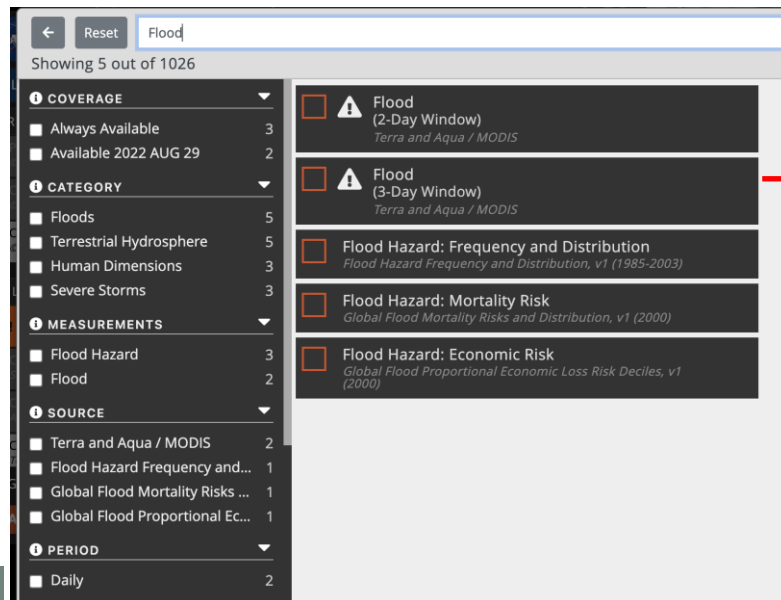 Reset
Flood
Showing 5 out of 1026
COVERAGE
Always Available 3
Available 2022 AUG 29 2
CATEGORY
Floods 5
Terrestrial Hydrosphere 5
Human Dimensions 3
Severe Storms 3
MEASUREMENTS
Flood Hazard 3
Flood 2
SOURCE
Terra and Aqua / MODIS 2
Flood Hazard Frequency and... 1
Global Flood Mortality Risks ... 1
Global Flood Proportional Ec... 1
PERIOD
Daily 2
Flood
(2-Day Window)
Terra and Aqua / MODIS
Flood
(3-Day Window)
Terra and Aqua / MODIS
Flood Hazard: Frequency and Distribution
Flood Hazard Frequency and Distribution, v1 (1985-2003)
Flood Hazard: Mortality Risk
Global Flood Mortality Risks and Distribution, v1 (2000)
Flood Hazard: Economic Risk
Global Flood Proportional Economic Loss Risk Deciles, v1
(2000)